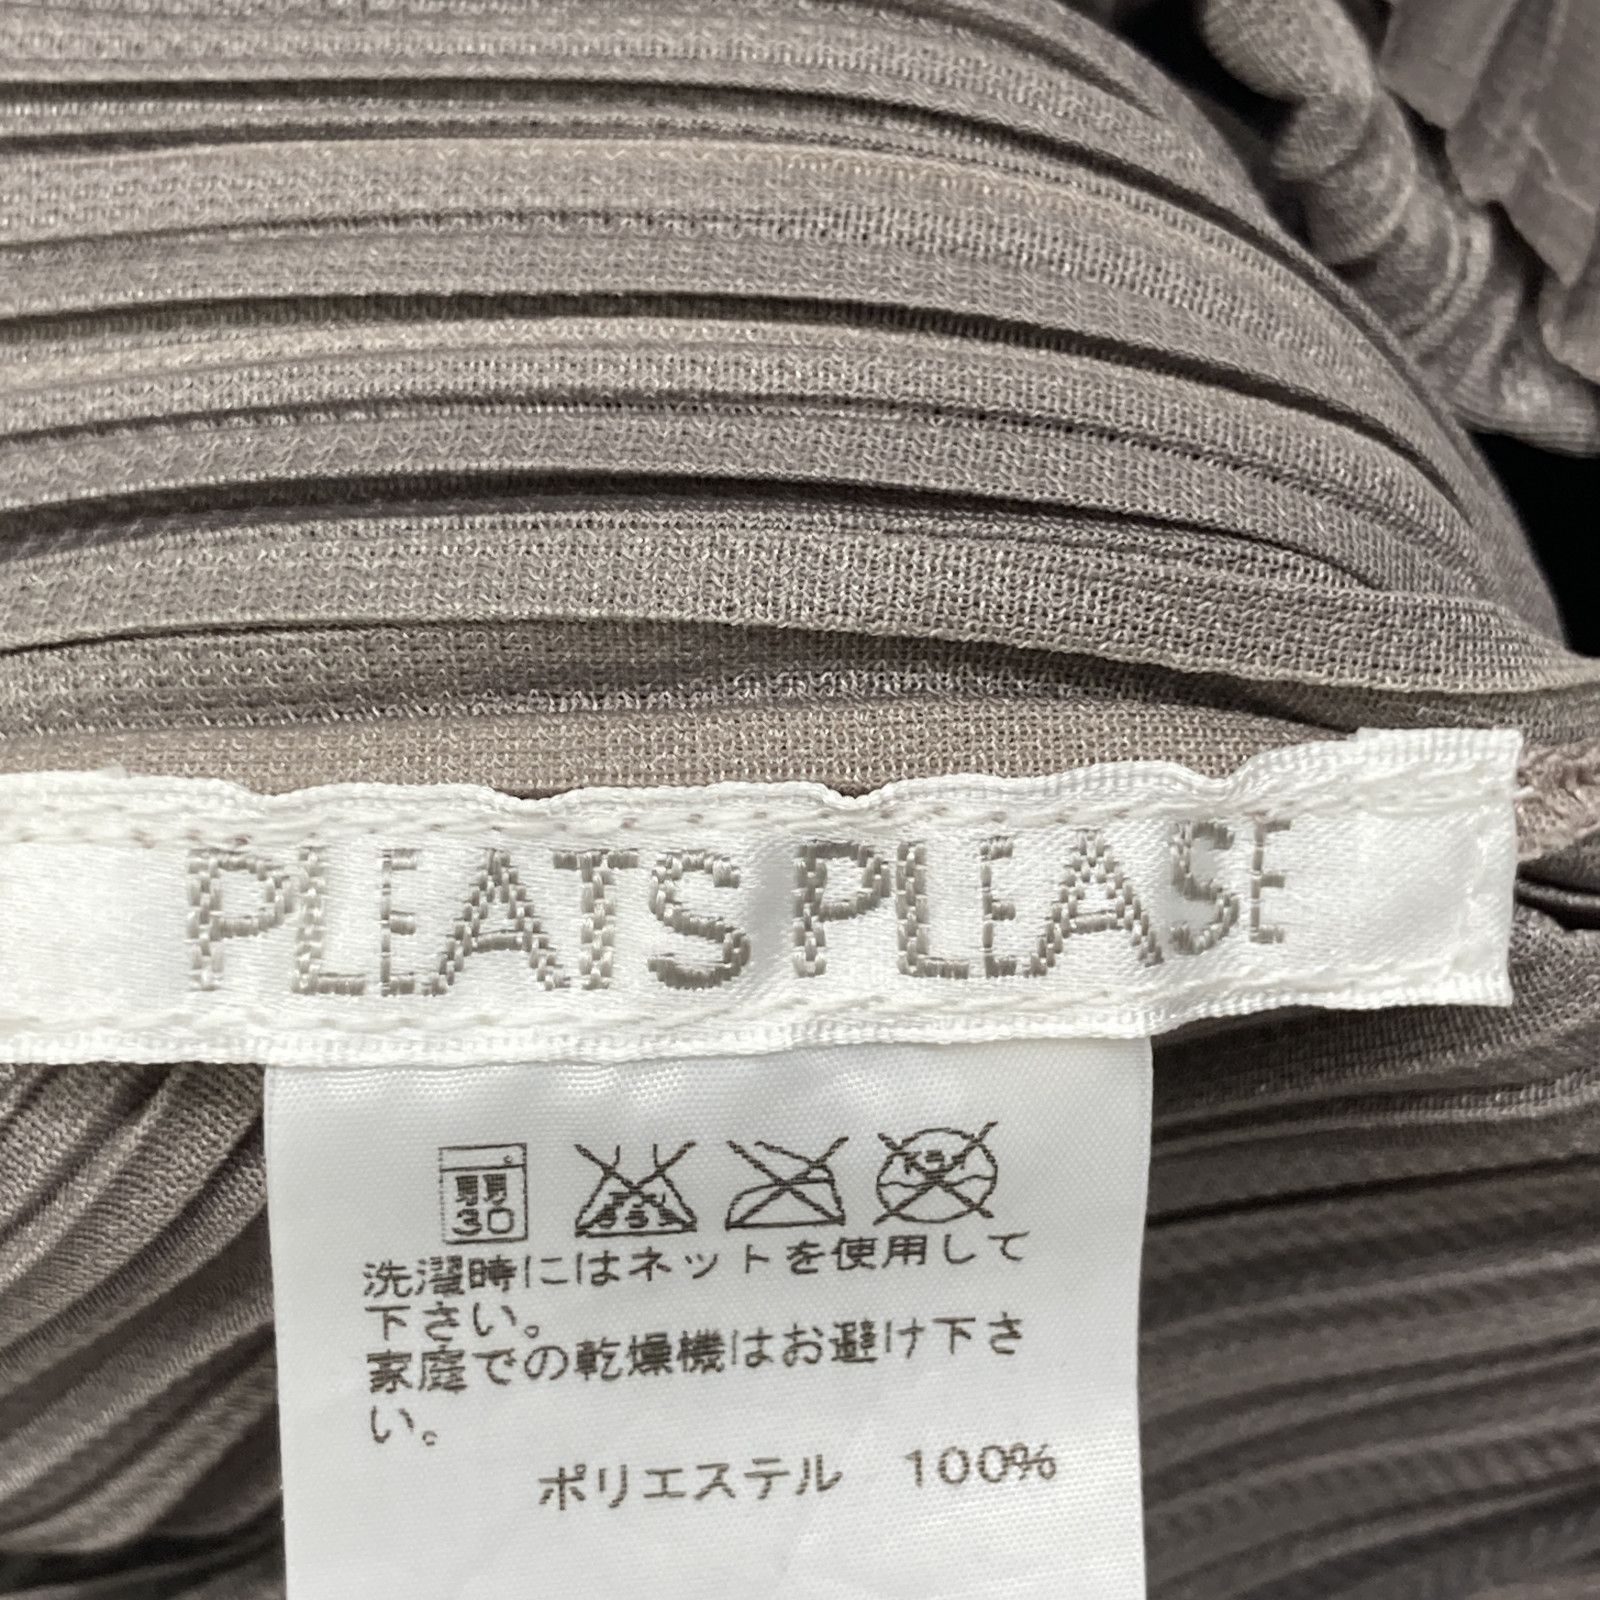 PLEATS PLEASE
弱
30
洗濯時にはネットを使用して
下さい。
家庭での乾燥機はお避け下さ
い。
ポリエステル 100%